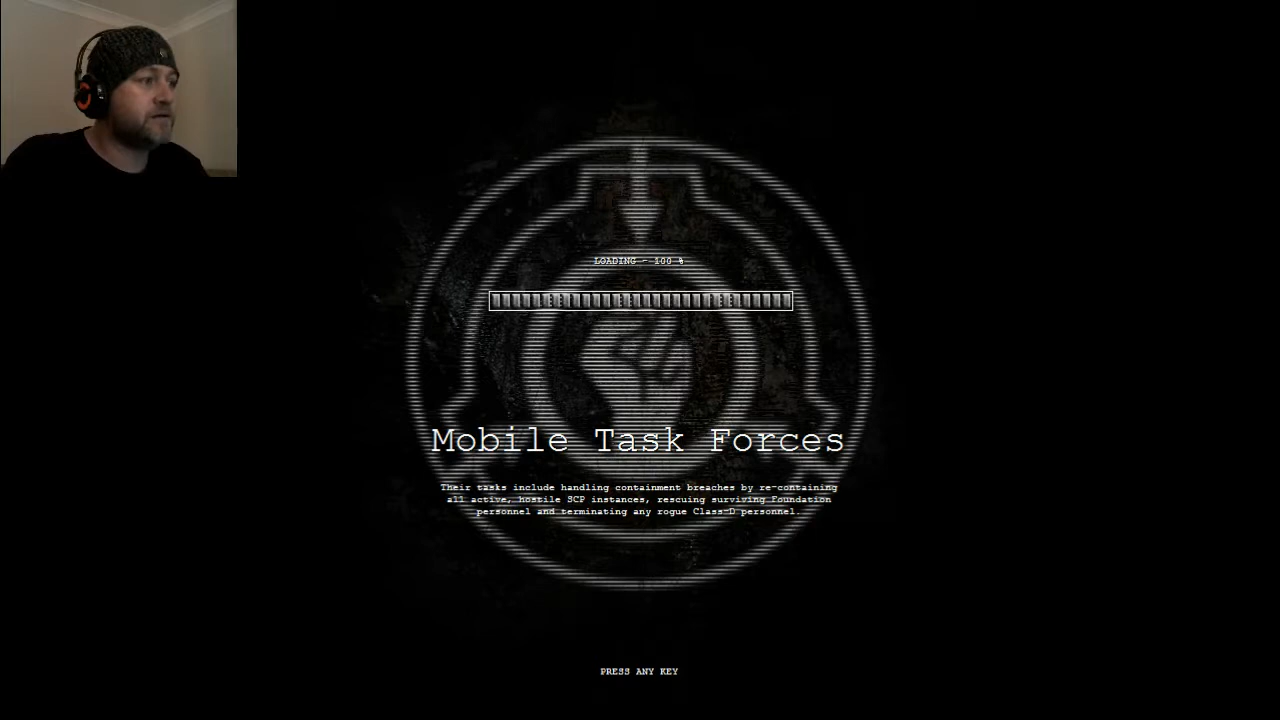 LOADING - 100 %
Mobile Task Forces
Their tasks include handling containment breaches by re-containing
all active, hostile SCP instances, rescuing surviving Foundation
personnel and terminating any rogue Class-D personnel.
PRESS ANY KEY